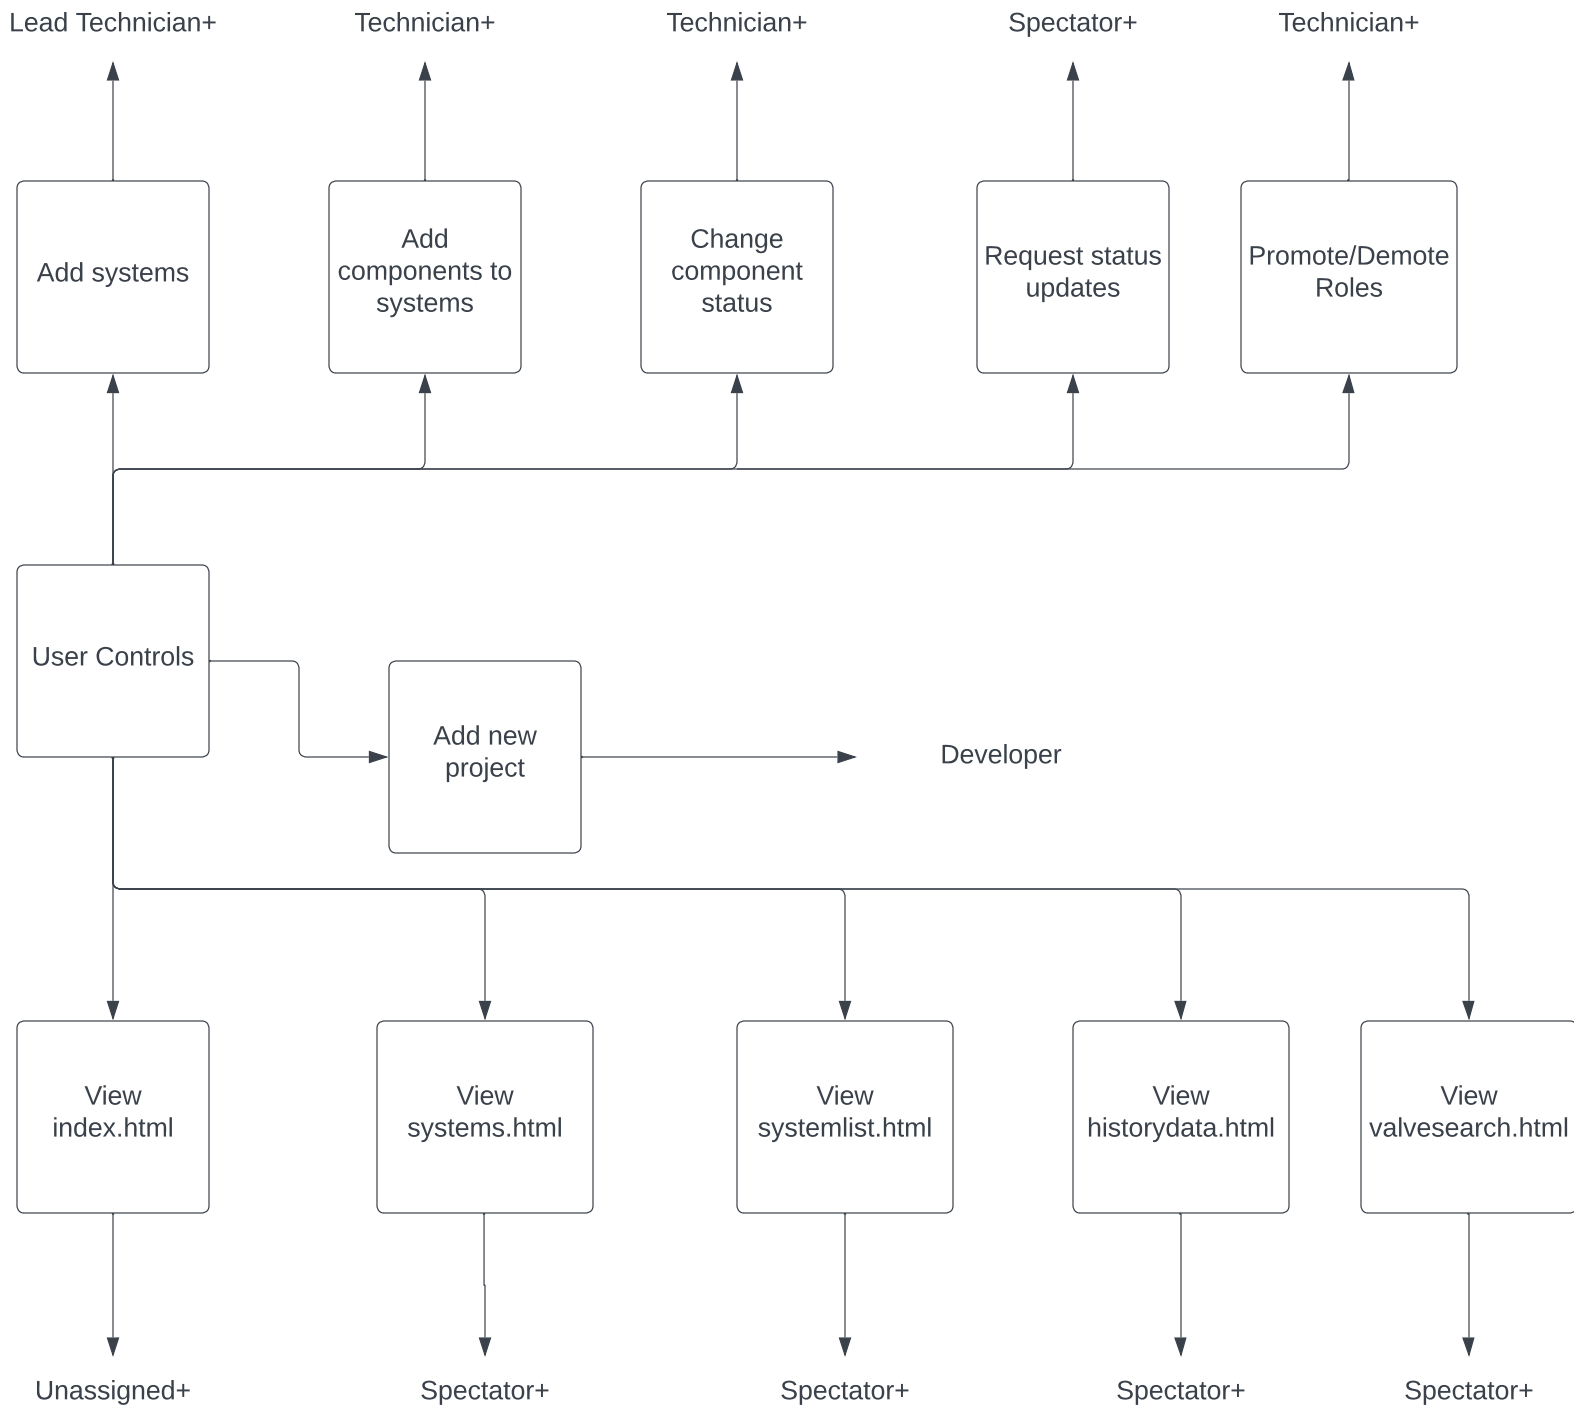 Lead Technician+
Technician+
Technician+
Spectator+
Technician+
Add systems
Add
components to
systems
Change
component
status
Request status
updates
Promote/Demote
Roles
User Controls
Add new
project
Developer
View
index.html
View
systems.html
View
systemlist.html
View
historydata.html
View
valvesearch.html
Unassigned+
Spectator+
Spectator+
Spectator+
Spectator+